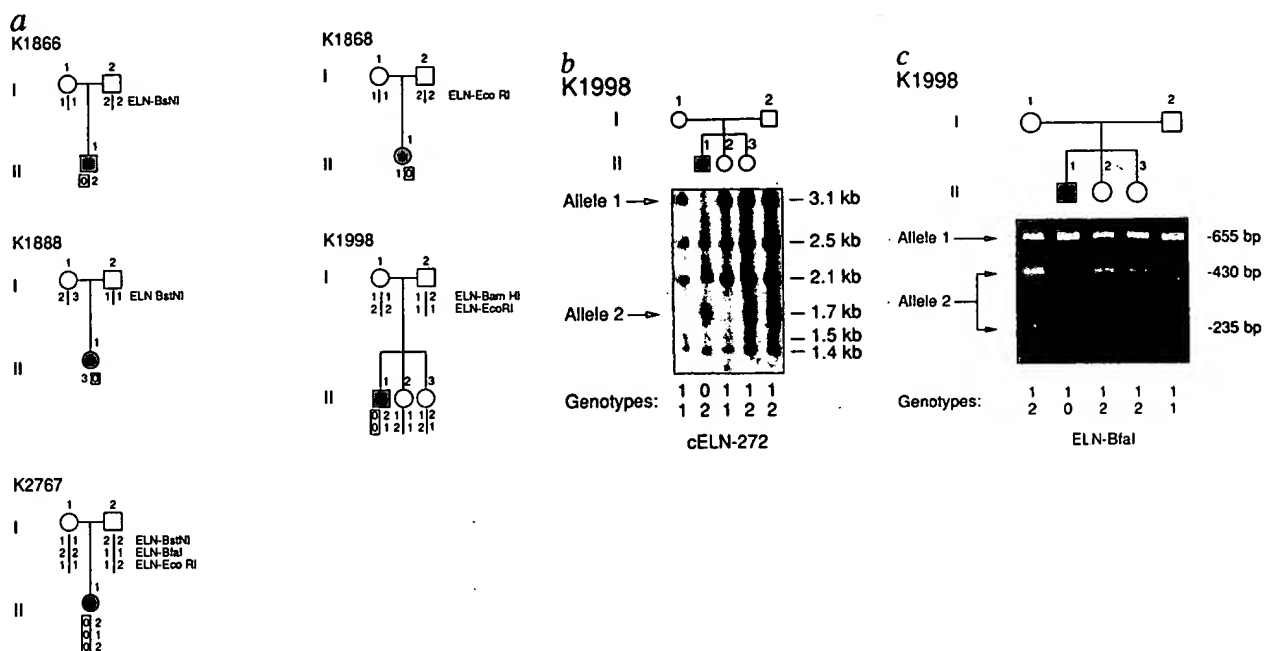 a
K1866
1 2
I
1|1 2|2 ELN-BsNI
1
II
0 2
K1868
1 2
I
1|1 2|2 ELN-Eco RI
1
II
1 0
K1888
1 2
I
2|3 1|1 ELN BstNI
1
II
3 0
K1998
1 2
I
1|1 1|2 ELN-Bam HI
2|2 1|1 ELN-EcoRI
1 2 3
II
0 2 1|1 1|2
0 1 2|1 2|1
K2767
1 2
I
1|1 2|2 ELN-BstNI
2|2 1|1 ELN-BfaI
1|1 1|2 ELN-Eco RI
1
II
0 2
0 1
0 2
b
K1998
1 2
I
1 2 3
II
Allele 1 – 3.1 kb
– 2.5 kb
– 2.1 kb
Allele 2 – 1.7 kb
– 1.5 kb
– 1.4 kb
Genotypes: 1 0 1 1 1
1 2 1 2 2
cELN-272
c
K1998
1 2
I
1 2 3
II
Allele 1 -655 bp
-430 bp
Allele 2
-235 bp
Genotypes: 1 1 1 1 1
2 0 2 2 1
ELN-BfaI